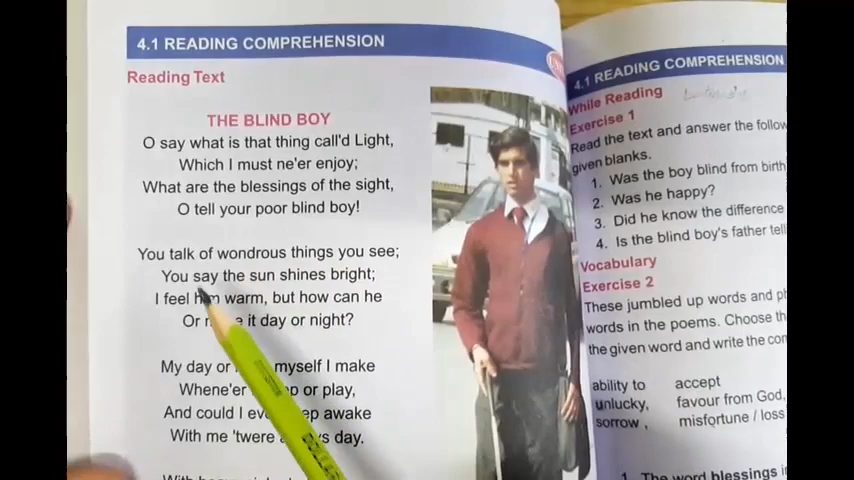 4.1 READING COMPREHENSION
Reading Text
THE BLIND BOY
O say what is that thing call'd Light,
Which I must ne'er enjoy;
What are the blessings of the sight,
O tell your poor blind boy!
You talk of wondrous things you see;
You say the sun shines bright;
I feel him warm, but how can he
Or it day or night?
My day or myself I make
Whene'er or play,
And could I awake
With me 'twere day.
With
4.1 READING COMPREHENSION
While Reading
Exercise 1
Read the text and answer the follow
given blanks.
1. Was the boy blind from birth
2. Was he happy?
3. Did he know the difference
4. Is the blind boy's father tell
Vocabulary
Exercise 2
These jumbled up words and
words in the poems. Choose the
the given word and write the
ability to accept
unlucky, favour from God,
sorrow , misfortune / loss
1. The word blessings